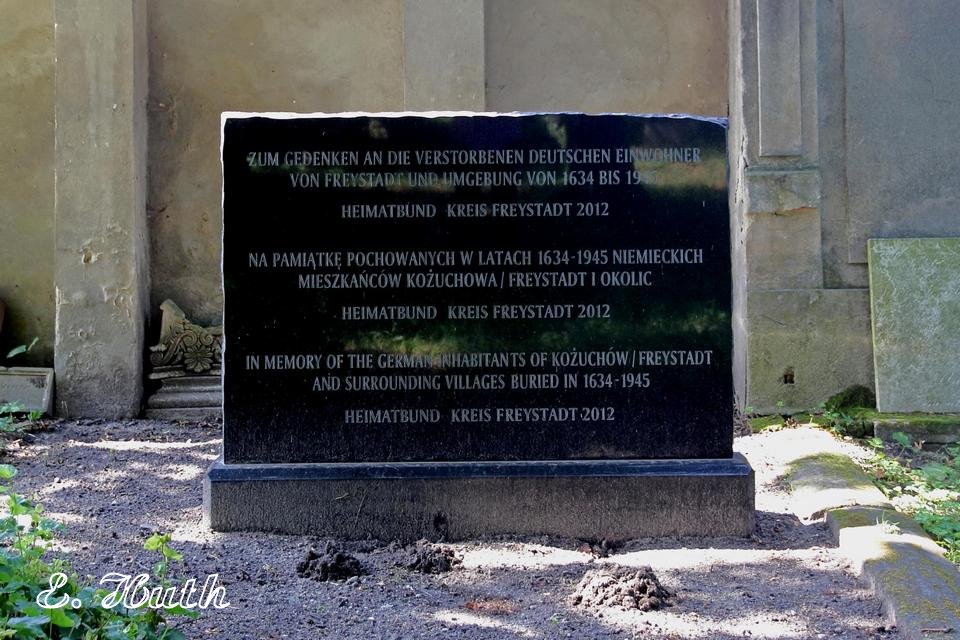 ZUM GEDENKEN AN DIE VERSTORBENEN DEUTSCHEN EINWOHNER
VON FREYSTADT UND UMGEBUNG VON 1634 BIS
HEIMATBUND KREIS FREYSTADT 2012
NA PAMIĄTKĘ POCHOWANYCH W LATACH 1634-1945 NIEMIECKICH
MIESZKAŃCÓW KOŻUCHOWA / FREYSTADT I OKOLIC
HEIMATBUND KREIS FREYSTADT 2012
IN MEMORY OF THE GERMAN INHABITANTS OF KOŻUCHÓW / FREYSTADT
AND SURROUNDING VILLAGES BURIED IN 1634-1945
HEIMATBUND KREIS FREYSTADT 2012
E. Huth